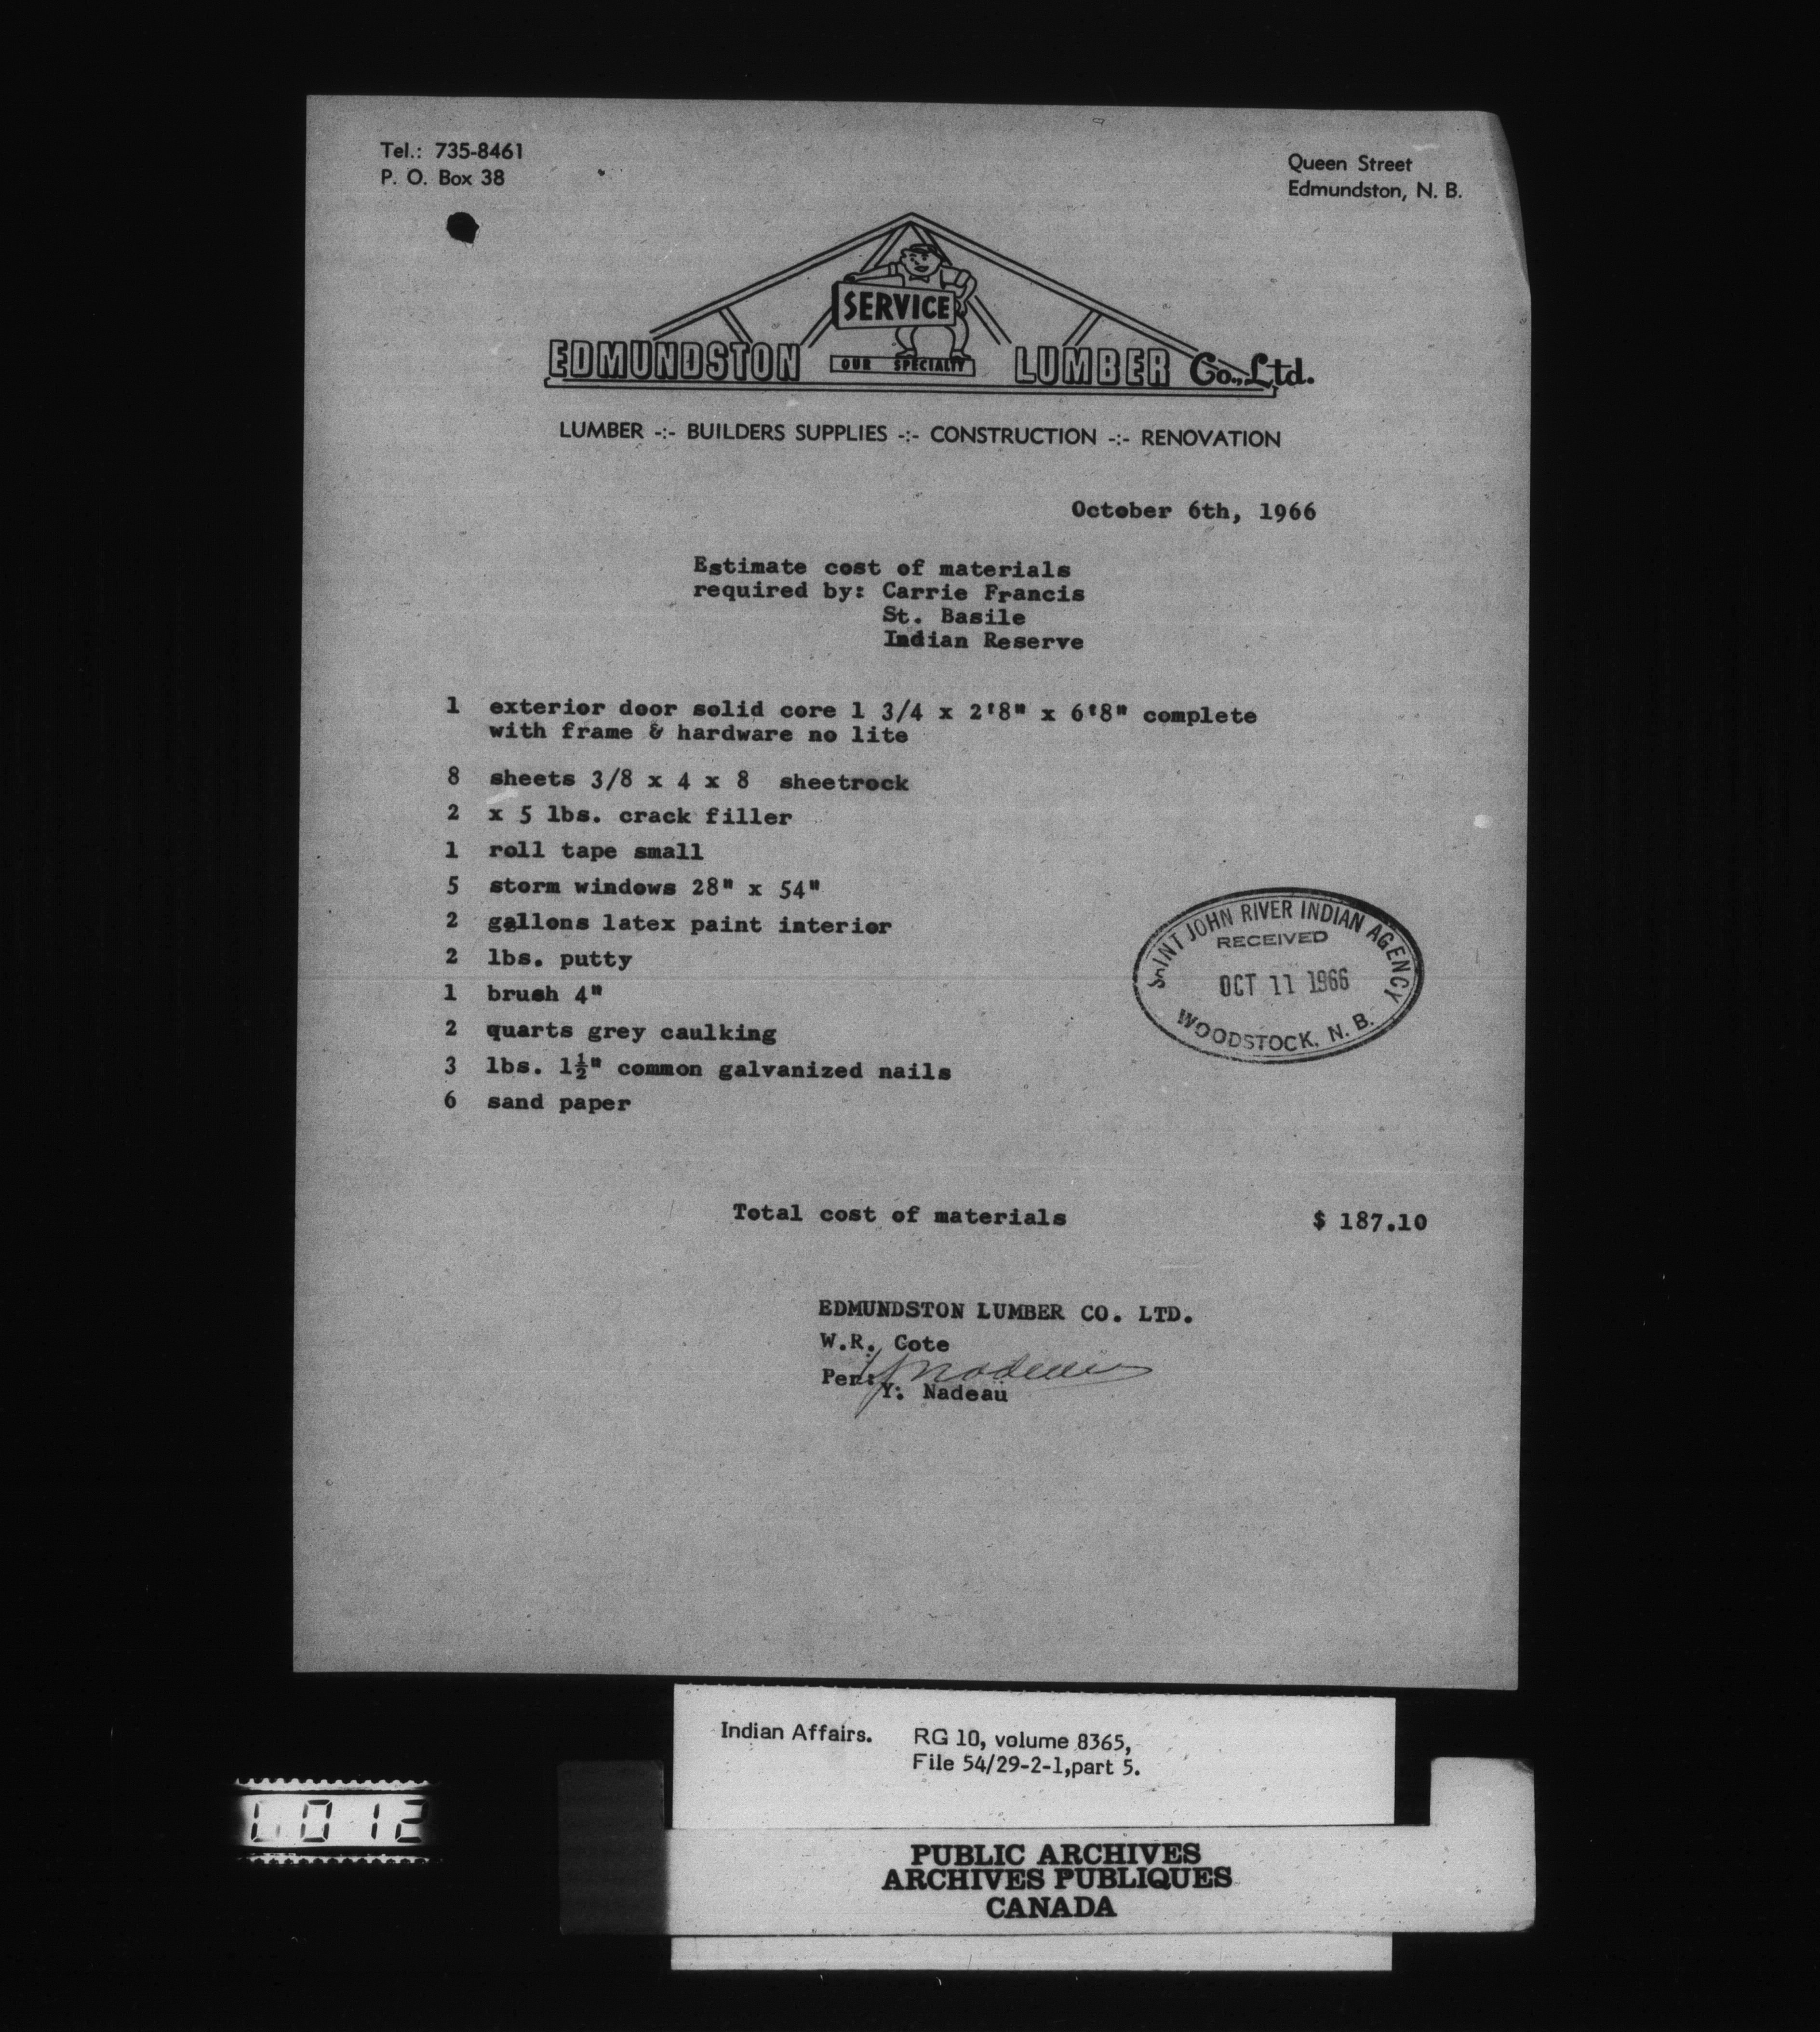 Tel.: 735-8461
P. O. Box 38
Queen Street
Edmundston, N. B.
SERVICE
EDMUNDSTON OUR SPECIALTY LUMBER Co., Ltd.
LUMBER -:- BUILDERS SUPPLIES -:- CONSTRUCTION -:- RENOVATION
October 6th, 1966
Estimate cost of materials
required by: Carrie Francis
St. Basile
Indian Reserve
1 exterior door solid core 1 3/4 x 2'8" x 6'8" complete
with frame & hardware no lite
8 sheets 3/8 x 4 x 8 sheetrock
2 x 5 lbs. crack filler
1 roll tape small
5 storm windows 28" x 54"
2 gallons latex paint interior
2 lbs. putty
1 brush 4"
2 quarts grey caulking
3 lbs. 1½" common galvanized nails
6 sand paper
SAINT JOHN RIVER INDIAN AGENCY
RECEIVED
OCT 11 1966
WOODSTOCK, N. B.
Total cost of materials $ 187.10
EDMUNDSTON LUMBER CO. LTD.
W.R. Cote
Per: Y Nadeau
Y. Nadeau
Indian Affairs. RG 10, volume 8365,
File 54/29-2-1,part 5.
0012
PUBLIC ARCHIVES
ARCHIVES PUBLIQUES
CANADA